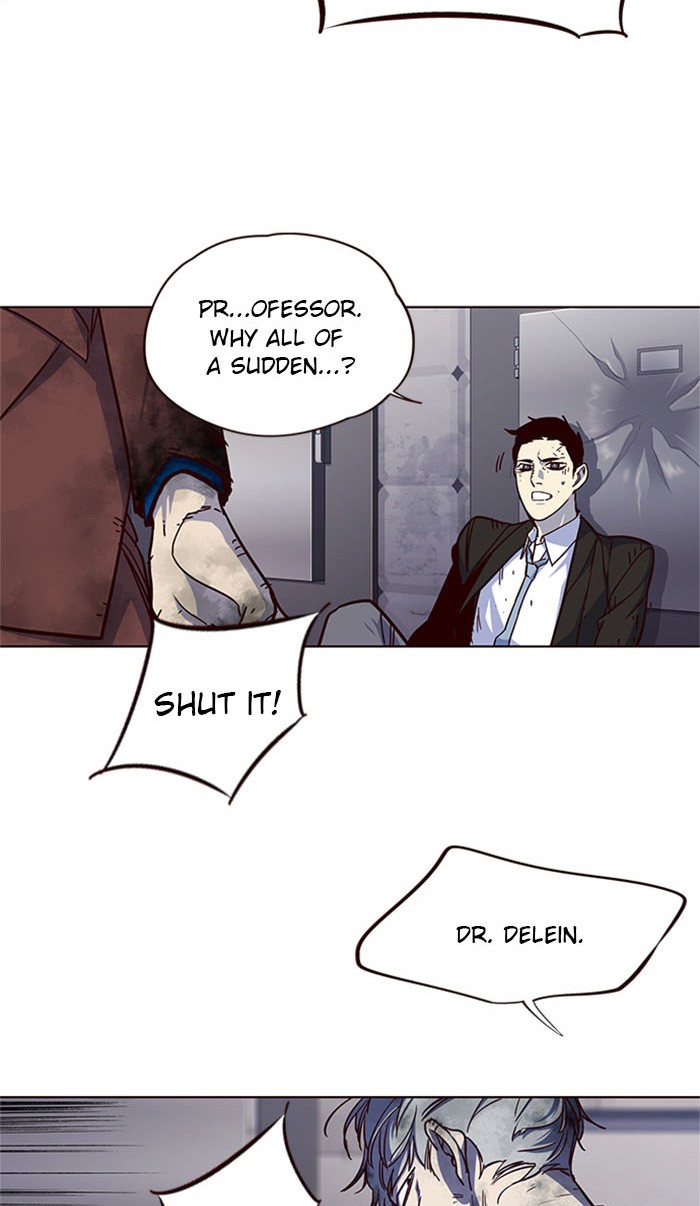 PR...OFESSOR.
WHY ALL OF
A SUDDEN...?
SHUT IT!
DR. DELEIN.